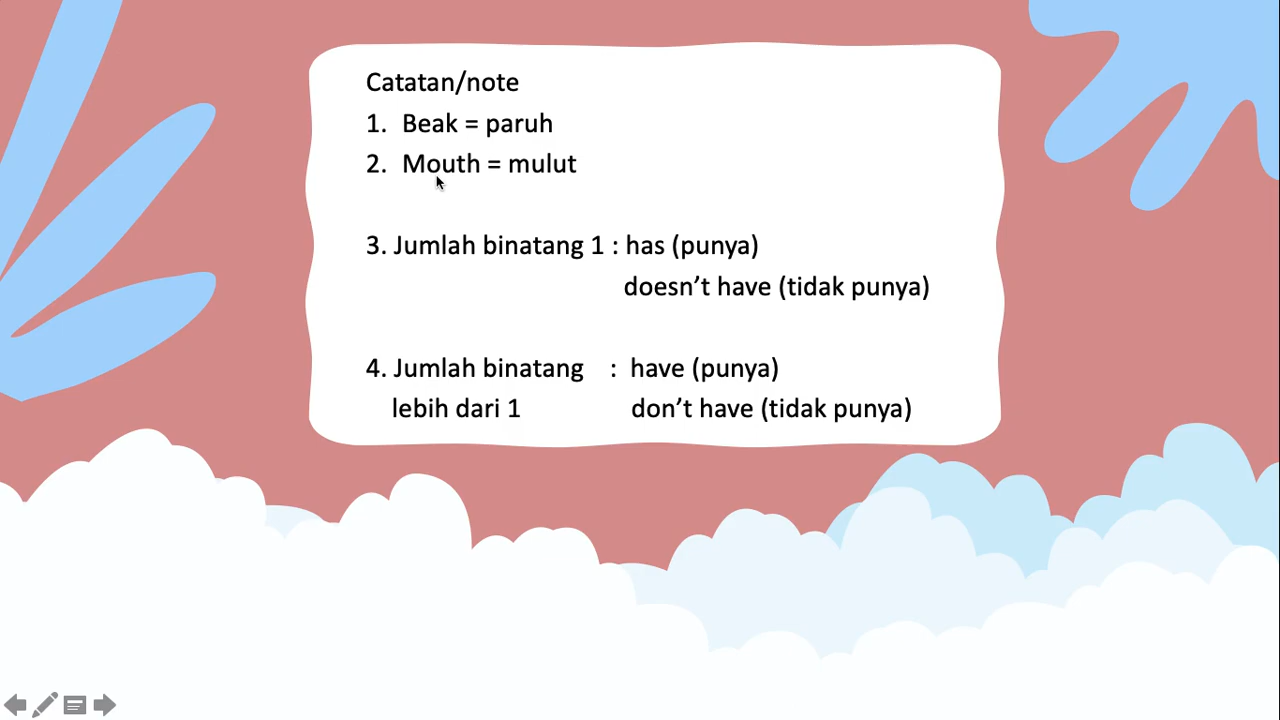 Catatan/note
1. Beak = paruh
2. Mouth = mulut
3. Jumlah binatang 1 : has (punya)
doesn’t have (tidak punya)
4. Jumlah binatang : have (punya)
lebih dari 1 don’t have (tidak punya)